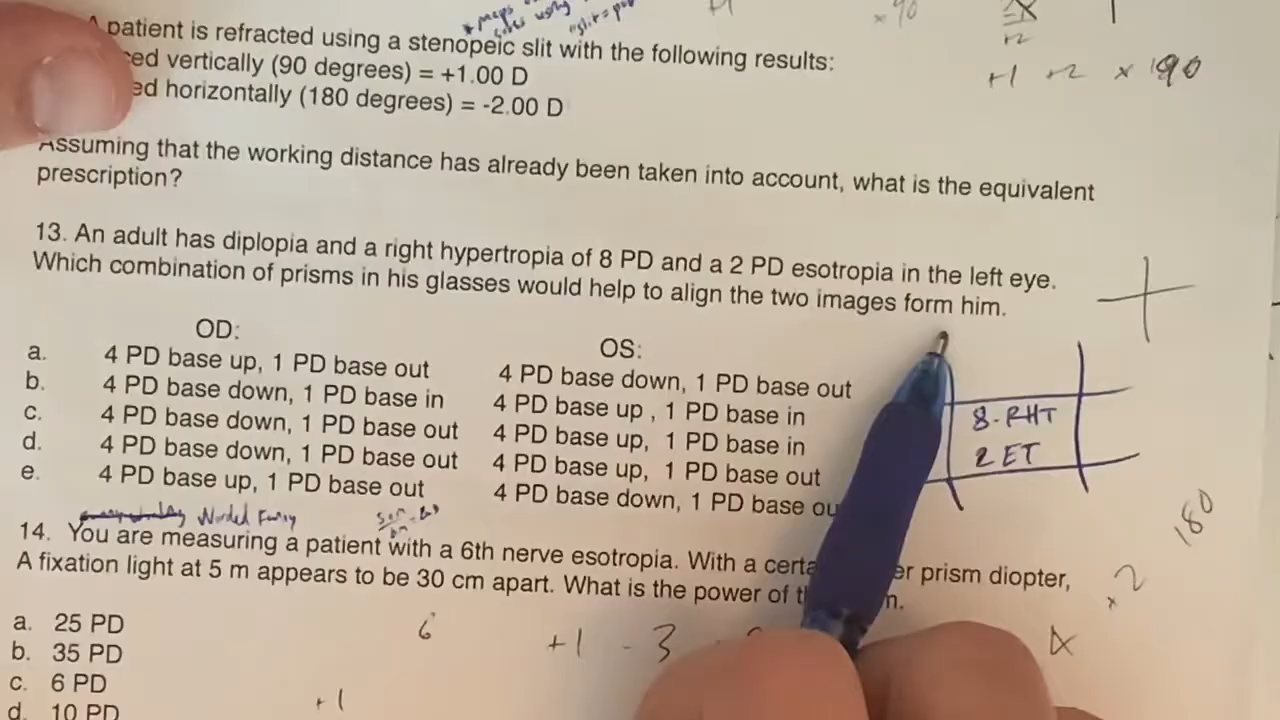 patient is refracted using a stenopeic slit with the following results:
ed vertically (90 degrees) = +1.00 D
ed horizontally (180 degrees) = -2.00 D
+1 +2 x 90
Assuming that the working distance has already been taken into account, what is the equivalent
prescription?
13. An adult has diplopia and a right hypertropia of 8 PD and a 2 PD esotropia in the left eye.
Which combination of prisms in his glasses would help to align the two images form him.
OD: OS:
a. 4 PD base up, 1 PD base out 4 PD base down, 1 PD base out
b. 4 PD base down, 1 PD base in 4 PD base up , 1 PD base in
c. 4 PD base down, 1 PD base out 4 PD base up, 1 PD base in
d. 4 PD base down, 1 PD base out 4 PD base up, 1 PD base out
e. 4 PD base up, 1 PD base out 4 PD base down, 1 PD base ou
8-RHT
2 ET
Worded Funny
180
14. You are measuring a patient with a 6th nerve esotropia. With a certa er prism diopter,
A fixation light at 5 m appears to be 30 cm apart. What is the power of t n.
x 2
a. 25 PD
b. 35 PD
c. 6 PD
d. 10 PD
6
+1 - 3
+1